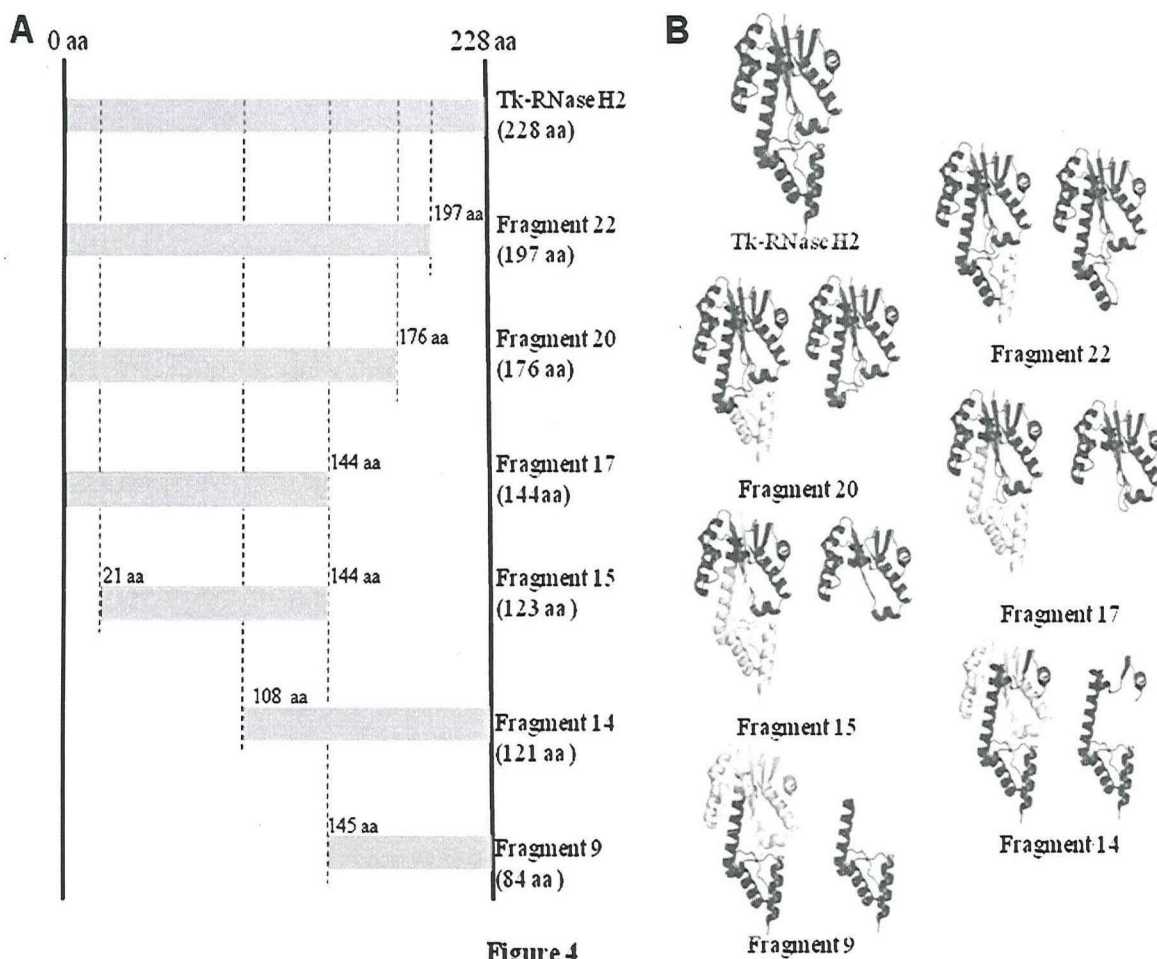 A
0 aa
228 aa
Tk-RNase H2
(228 aa)
197 aa
Fragment 22
(197 aa)
176 aa
Fragment 20
(176 aa)
144 aa
Fragment 17
(144aa)
21 aa
144 aa
Fragment 15
(123 aa)
108 aa
Fragment 14
(121 aa)
145 aa
Fragment 9
(84 aa)
B
Tk-RNase H2
Fragment 22
Fragment 20
Fragment 17
Fragment 15
Fragment 14
Fragment 9
Figure 4